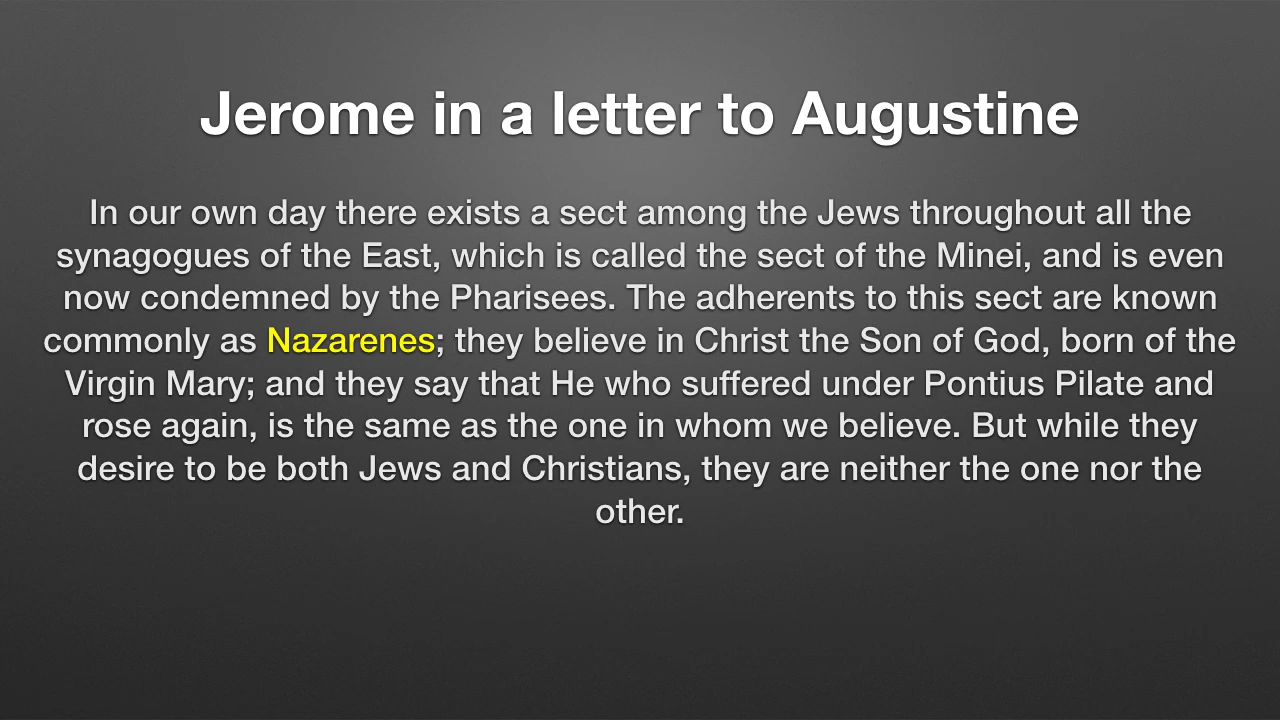 Jerome in a letter to Augustine
In our own day there exists a sect among the Jews throughout all the
synagogues of the East, which is called the sect of the Minei, and is even
now condemned by the Pharisees. The adherents to this sect are known
commonly as Nazarenes; they believe in Christ the Son of God, born of the
Virgin Mary; and they say that He who suffered under Pontius Pilate and
rose again, is the same as the one in whom we believe. But while they
desire to be both Jews and Christians, they are neither the one nor the
other.